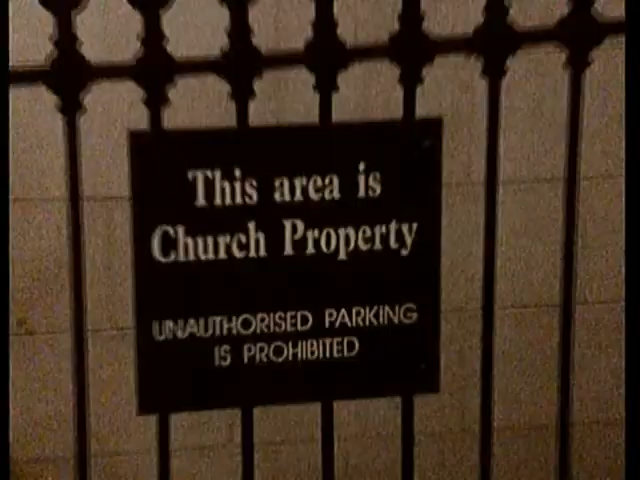 This area is
Church Property
UNAUTHORISED PARKING
IS PROHIBITED